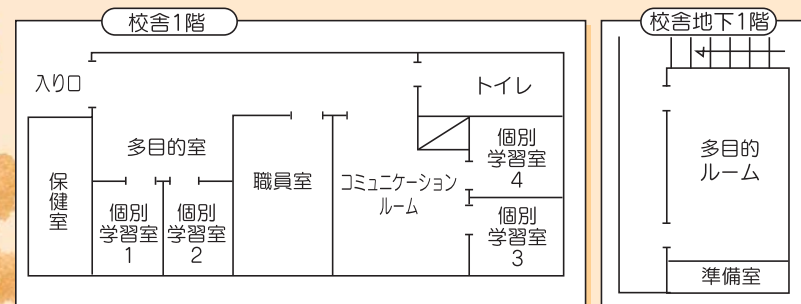 校舎1階
入り口
トイレ
多目的室
保健室
個別
学習室
1
個別
学習室
2
職員室
コミュニケーション
ルーム
個別
学習室
4
個別
学習室
3
校舎地下1階
多目的
ルーム
準備室